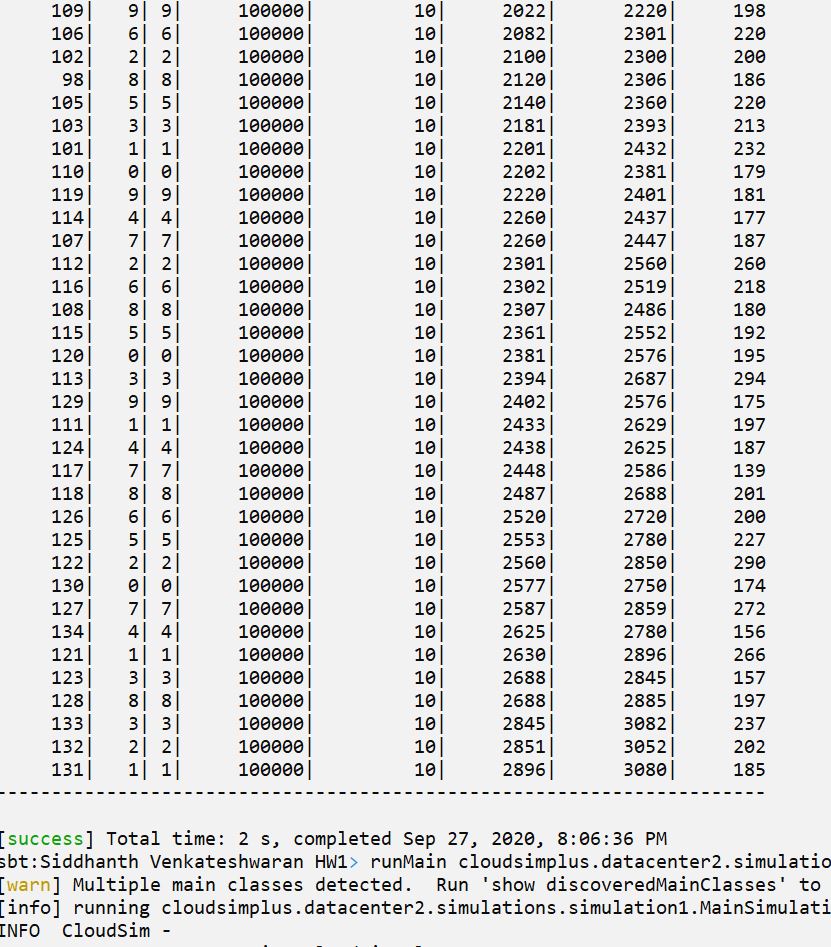 109| 9| 9| 100000| 10| 2022| 2220| 198
106| 6| 6| 100000| 10| 2082| 2301| 220
102| 2| 2| 100000| 10| 2100| 2300| 200
98| 8| 8| 100000| 10| 2120| 2306| 186
105| 5| 5| 100000| 10| 2140| 2360| 220
103| 3| 3| 100000| 10| 2181| 2393| 213
101| 1| 1| 100000| 10| 2201| 2432| 232
110| 0| 0| 100000| 10| 2202| 2381| 179
119| 9| 9| 100000| 10| 2220| 2401| 181
114| 4| 4| 100000| 10| 2260| 2437| 177
107| 7| 7| 100000| 10| 2260| 2447| 187
112| 2| 2| 100000| 10| 2301| 2560| 260
116| 6| 6| 100000| 10| 2302| 2519| 218
108| 8| 8| 100000| 10| 2307| 2486| 180
115| 5| 5| 100000| 10| 2361| 2552| 192
120| 0| 0| 100000| 10| 2381| 2576| 195
113| 3| 3| 100000| 10| 2394| 2687| 294
129| 9| 9| 100000| 10| 2402| 2576| 175
111| 1| 1| 100000| 10| 2433| 2629| 197
124| 4| 4| 100000| 10| 2438| 2625| 187
117| 7| 7| 100000| 10| 2448| 2586| 139
118| 8| 8| 100000| 10| 2487| 2688| 201
126| 6| 6| 100000| 10| 2520| 2720| 200
125| 5| 5| 100000| 10| 2553| 2780| 227
122| 2| 2| 100000| 10| 2560| 2850| 290
130| 0| 0| 100000| 10| 2577| 2750| 174
127| 7| 7| 100000| 10| 2587| 2859| 272
134| 4| 4| 100000| 10| 2625| 2780| 156
121| 1| 1| 100000| 10| 2630| 2896| 266
123| 3| 3| 100000| 10| 2688| 2845| 157
128| 8| 8| 100000| 10| 2688| 2885| 197
133| 3| 3| 100000| 10| 2845| 3082| 237
132| 2| 2| 100000| 10| 2851| 3052| 202
131| 1| 1| 100000| 10| 2896| 3080| 185
---------------------------------------------------------------------
[success] Total time: 2 s, completed Sep 27, 2020, 8:06:36 PM
sbt:Siddhanth Venkateshwaran HW1> runMain cloudsimplus.datacenter2.simulatio
[warn] Multiple main classes detected.  Run 'show discoveredMainClasses' to
[info] running cloudsimplus.datacenter2.simulations.simulation1.MainSimulati
INFO  CloudSim -